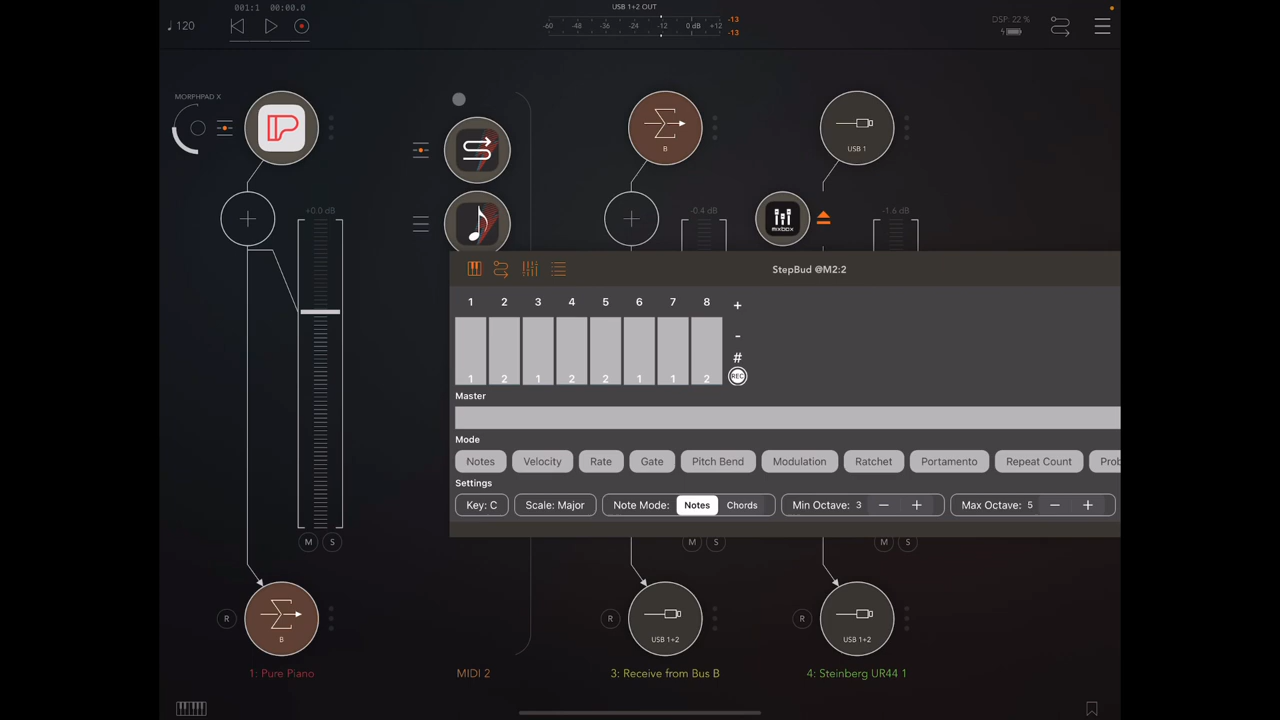 120
001:1 00:00.0
USB 1+2 OUT
-60 -48 -36 -24 -12 0 dB +12
-13
-13
DSP: 22 %
MORPHPAD X
B
USB 1
+0.0 dB
-0.4 dB
mxbox
-1.6 dB
StepBud @M2:2
1 2 3 4 5 6 7 8 +
-
#
1 2 1 2 2 1 1 2 REC
Master
Mode
Notes Velocity Rate Gate Pitch Bend Modulation Ratchet Portamento Repeat Count Prob
Settings
Key: C Scale: Major Note Mode: Notes Chords Min Octave: 3 - + Max Octave: 5 - +
M S M S M S
R B R USB 1+2 R USB 1+2
1: Pure Piano MIDI 2 3: Receive from Bus B 4: Steinberg UR44 1